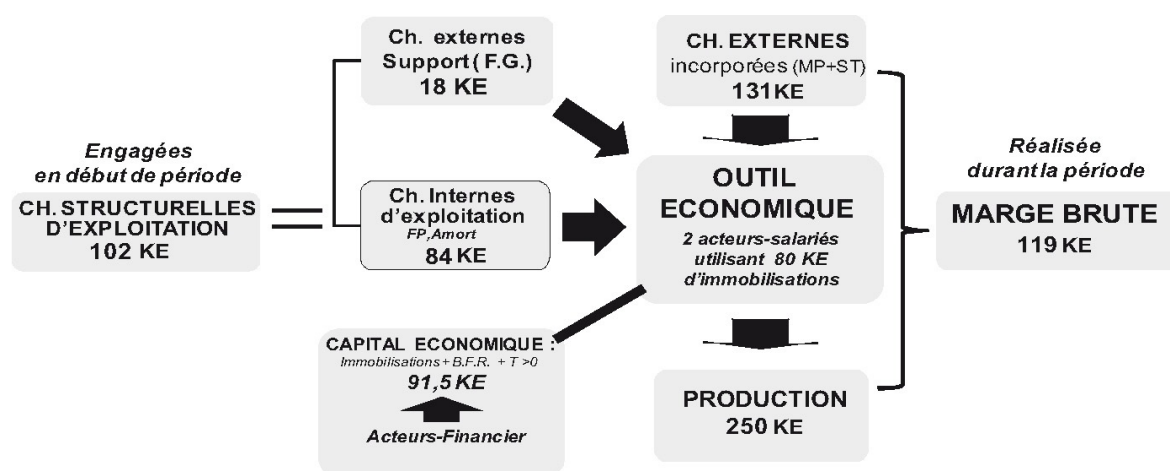 Ch. externes
Support ( F.G.)
18 KE
CH. EXTERNES
incorporées (MP+ST)
131 KE
Engagées
en début de période
CH. STRUCTURELLES
D'EXPLOITATION
102 KE
Ch. Internes
d'exploitation
FP,Amort
84 KE
OUTIL
ECONOMIQUE
2 acteurs-salariés
utilisant 80 KE
d'immobilisations
Réalisée
durant la période
MARGE BRUTE
119 KE
CAPITAL ECONOMIQUE :
Immobilisations + B.F.R. + T >0
91,5 KE
Acteurs-Financier
PRODUCTION
250 KE